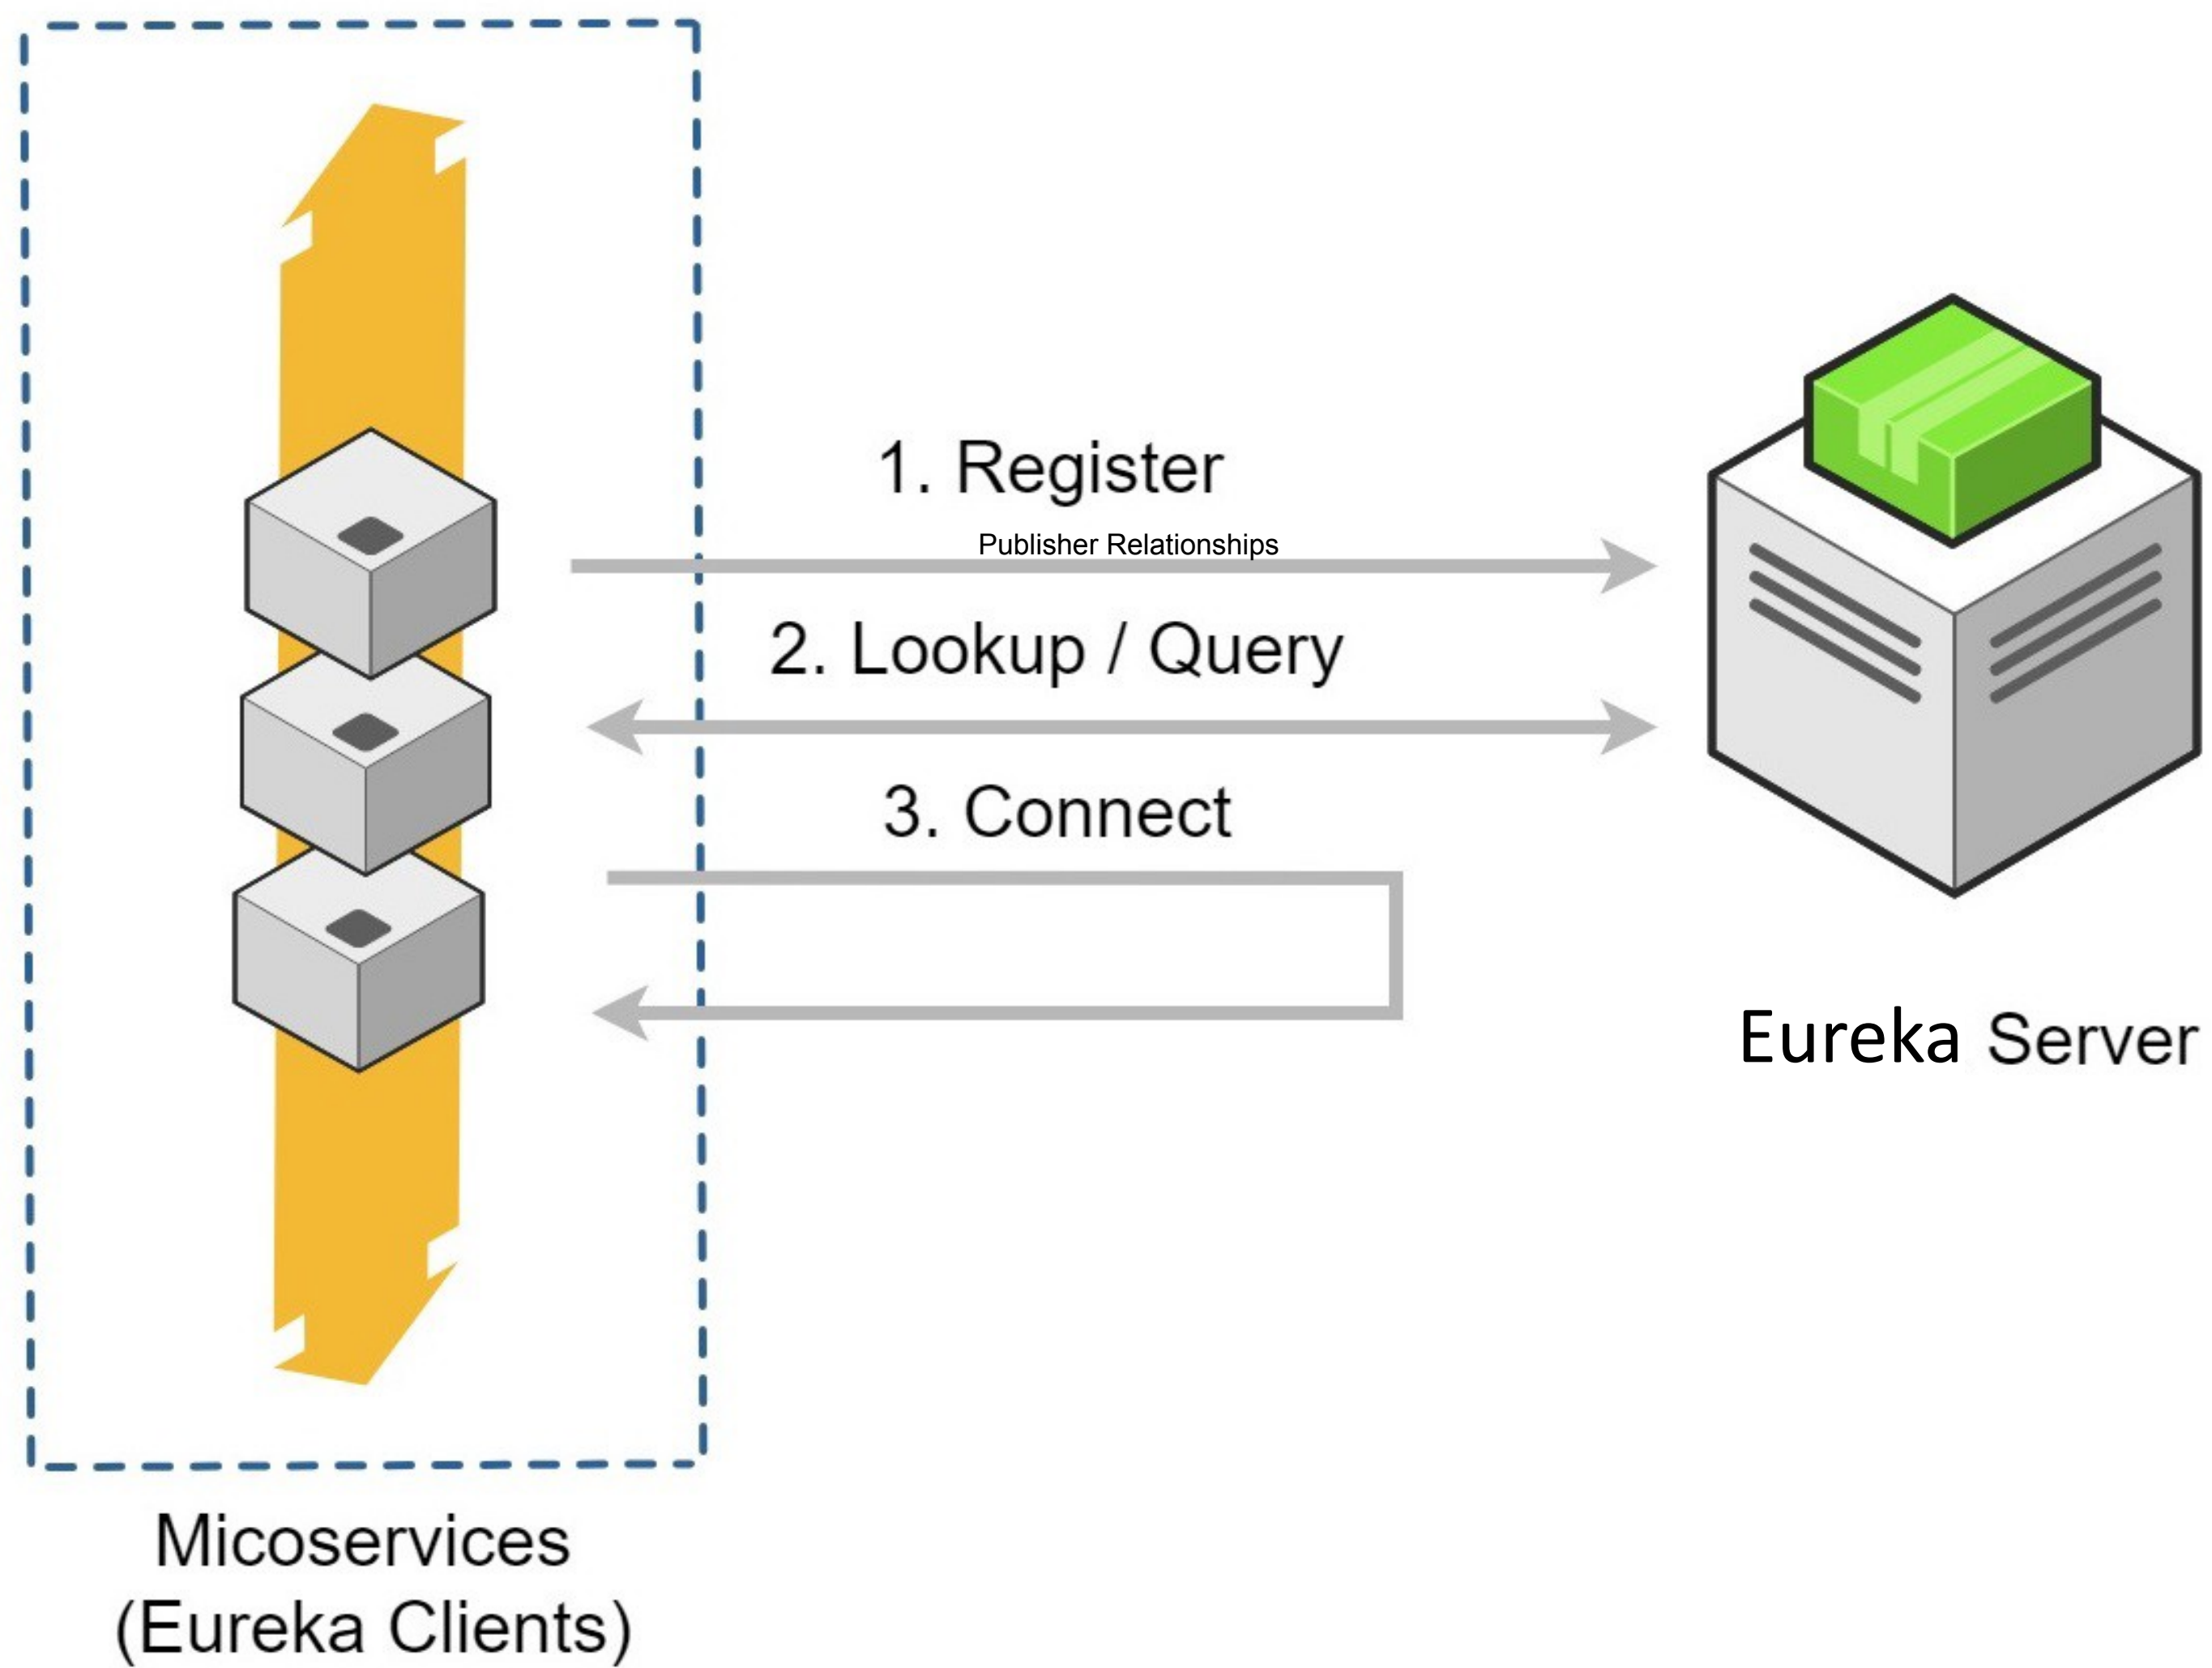 1. Register
Publisher Relationships
2. Lookup / Query
3. Connect
Eureka Server
Micoservices
(Eureka Clients)